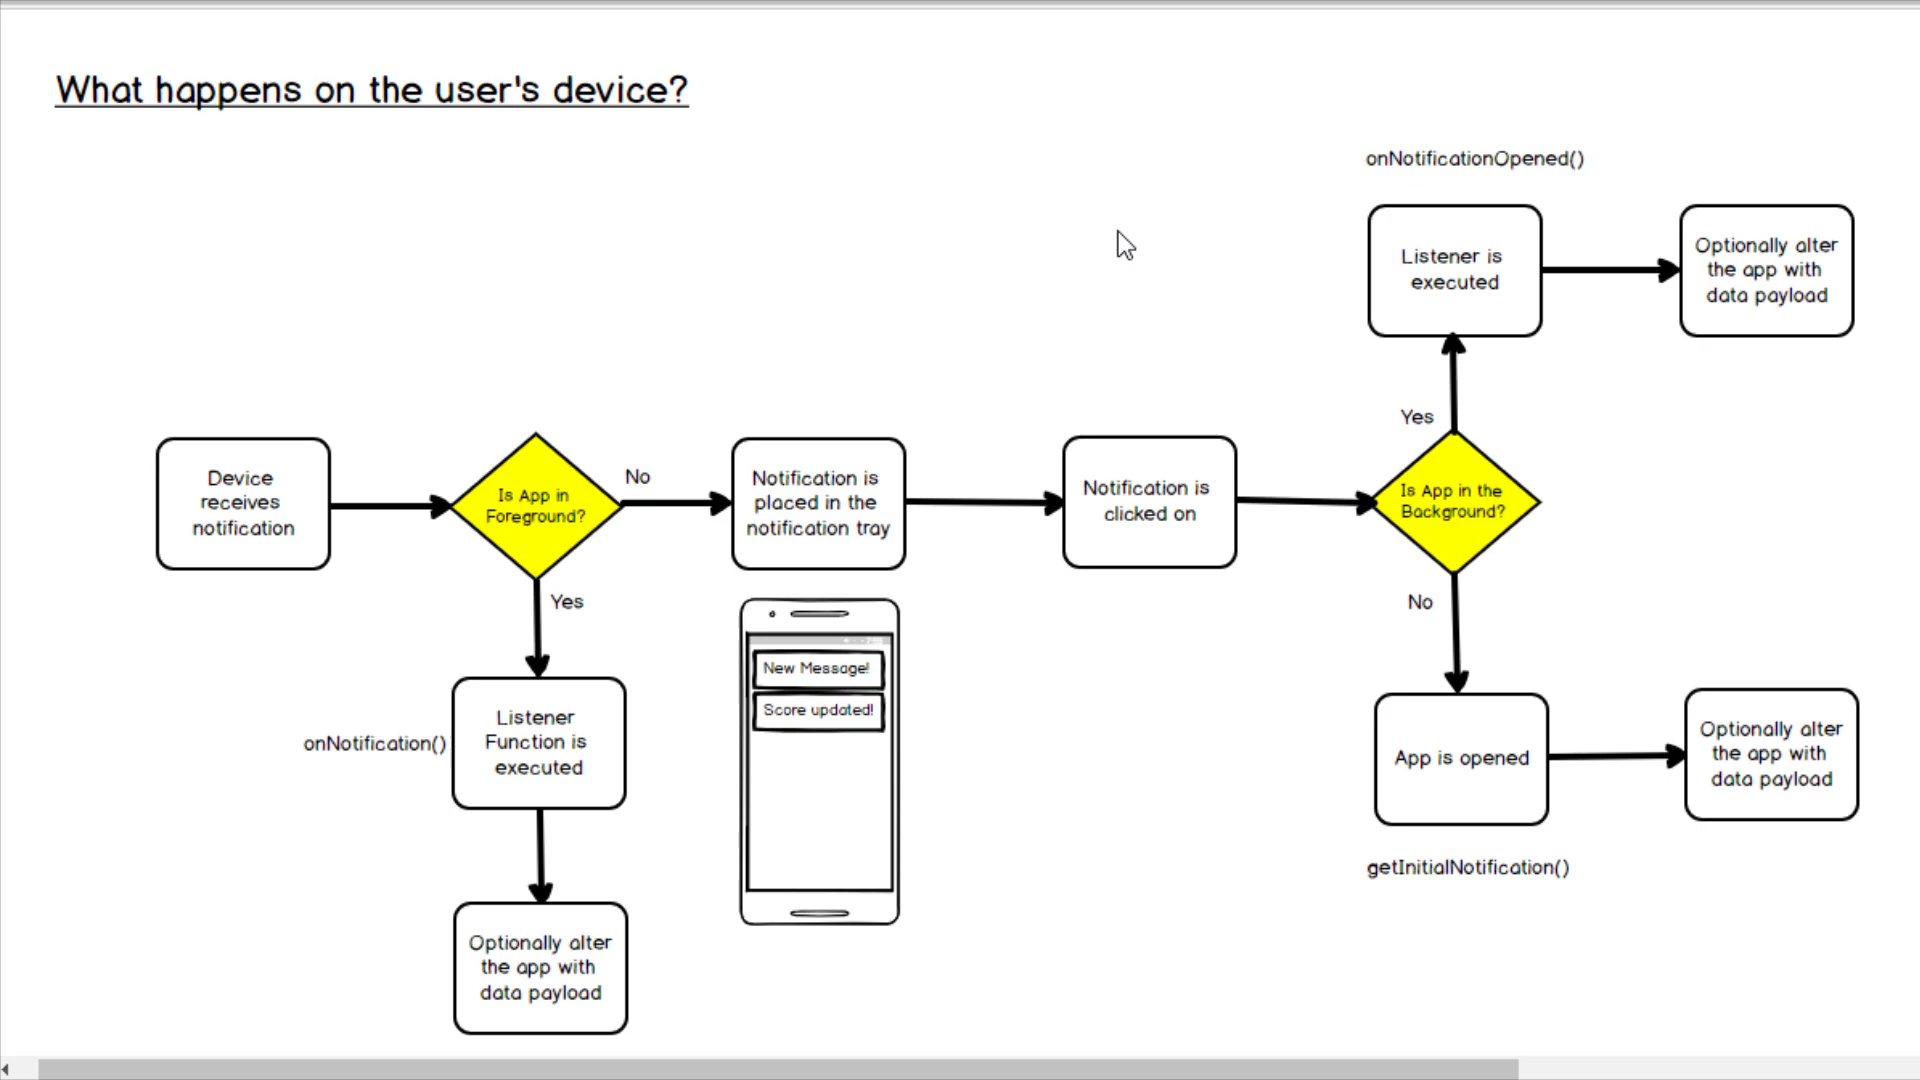 What happens on the user's device?
onNotificationOpened()
Listener is
executed
Optionally alter
the app with
data payload
Yes
Device
receives
notification
Is App in
Foreground?
No
Notification is
placed in the
notification tray
Notification is
clicked on
Is App in the
Background?
Yes
No
New Message!
Score updated!
onNotification()
Listener
Function is
executed
App is opened
Optionally alter
the app with
data payload
getInitialNotification()
Optionally alter
the app with
data payload